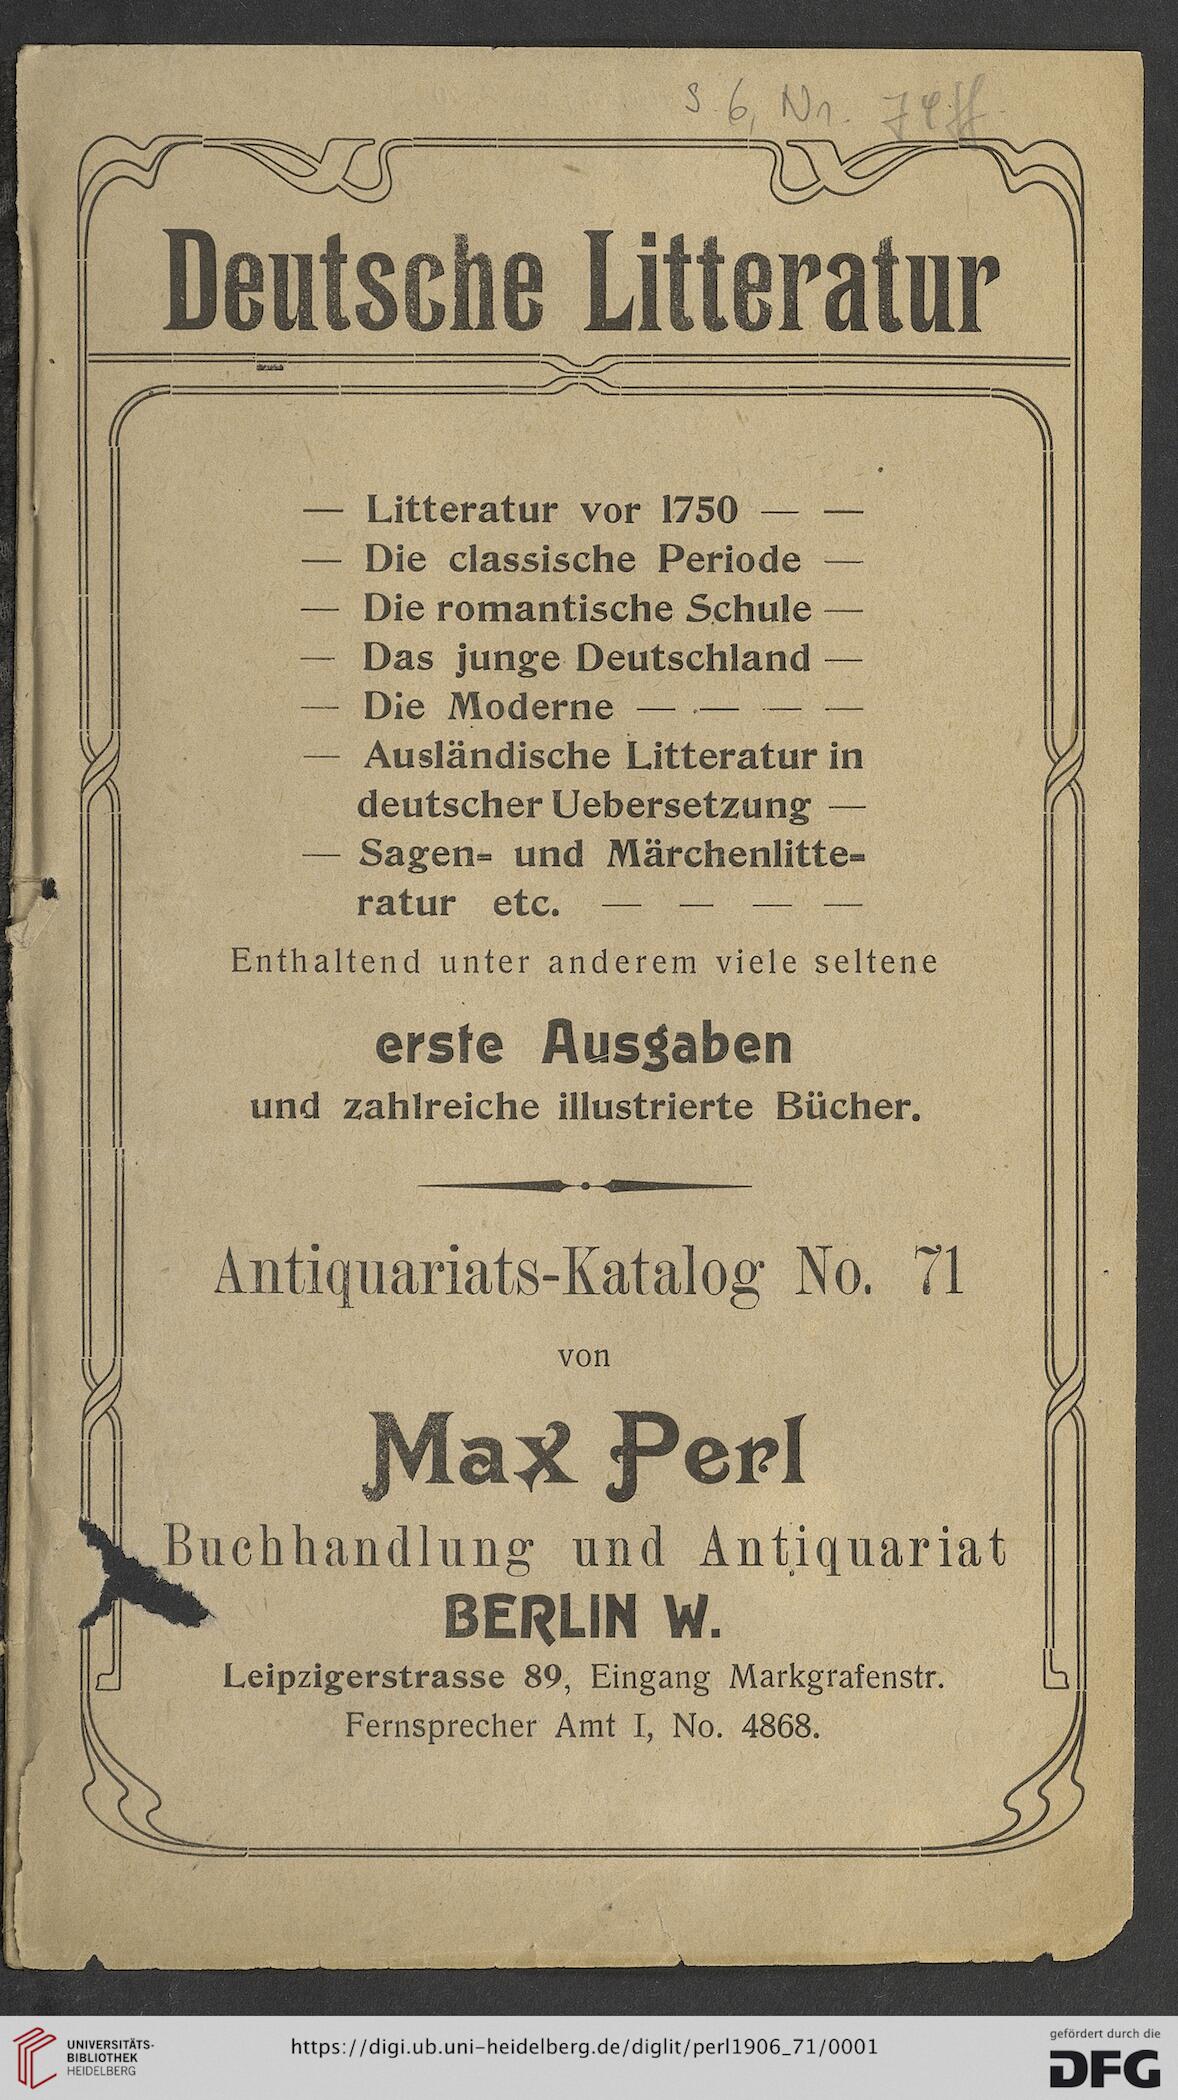 S. 6, Nr.
Deutsche Litteratur
— Litteratur vor 1750 — —
— Die classische Periode —
— Die romantische Schule —
— Das junge Deutschland —
— Die Moderne — — — —
— Ausländische Litteratur in
deutscher Uebersetzung —
— Sagen- und Märchenlitte-
ratur etc. — — — —
Enthaltend unter anderem viele seltene
erste Ausgaben
und zahlreiche illustrierte Bücher.
Antiquariats-Katalog No. 71
von
Max Perl
Buchhandlung und Antiquariat
BERLIN W.
Leipzigerstrasse 89, Eingang Markgrafenstr.
Fernsprecher Amt I, No. 4868.
UNIVERSITÄTS-
BIBLIOTHEK
HEIDELBERG
https://digi.ub.uni-heidelberg.de/diglit/perl1906_71/0001
gefördert durch die
DFG